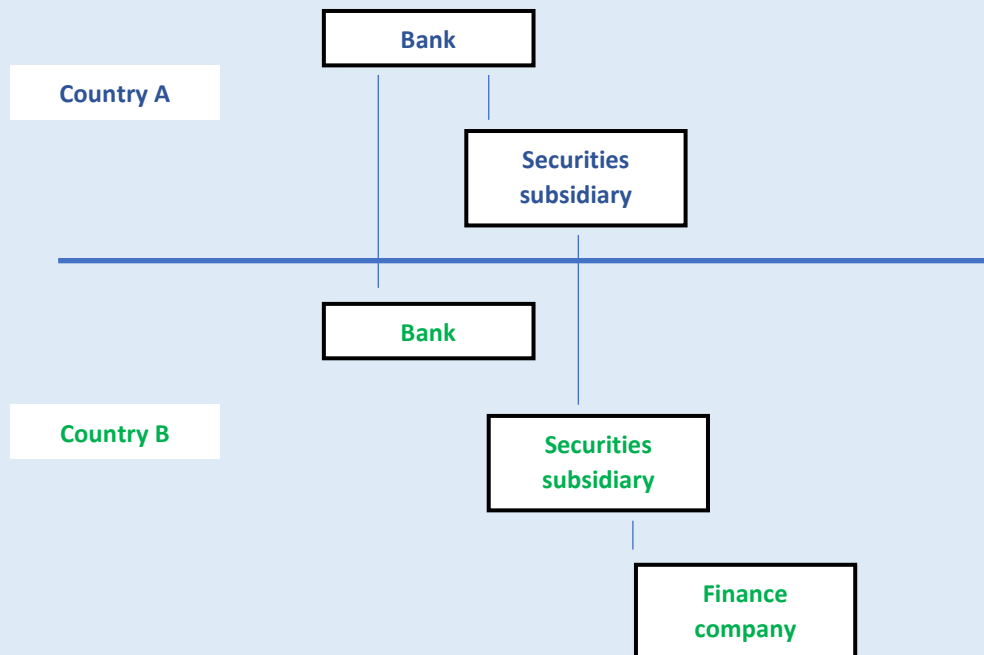 Bank
Country A
Securities
subsidiary
Bank
Country B
Securities
subsidiary
Finance
company